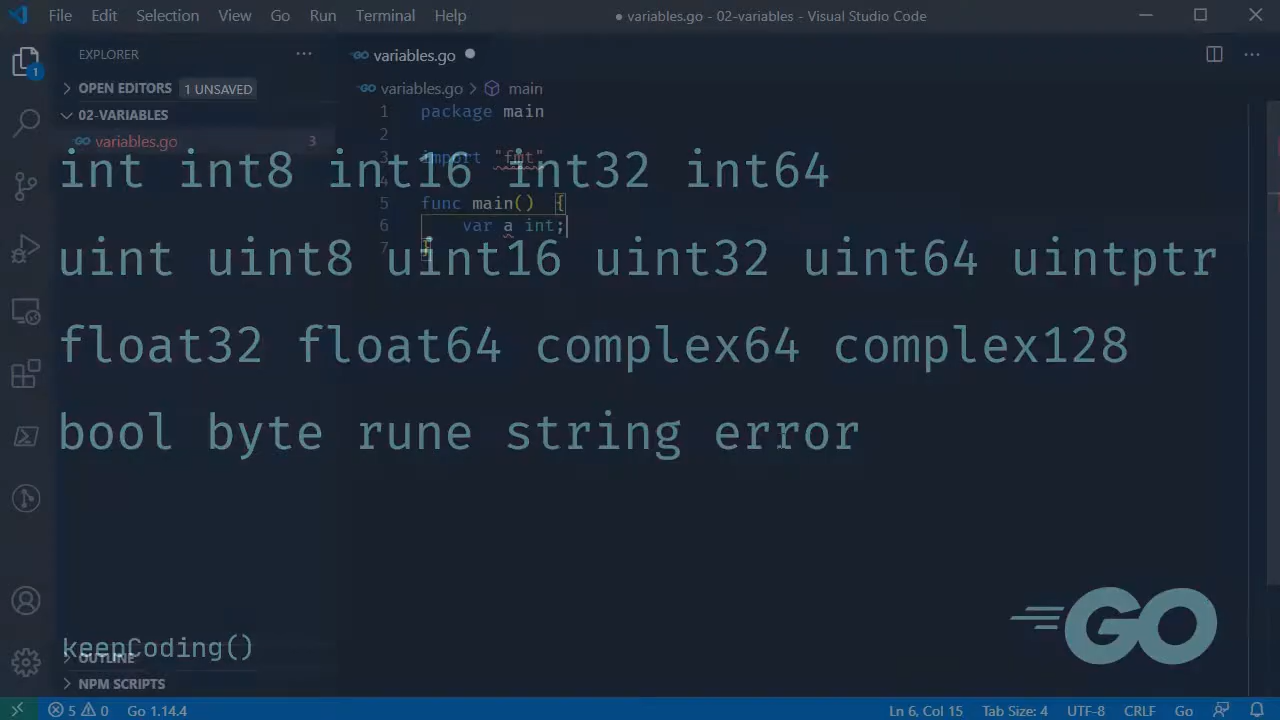 File Edit Selection View Go Run Terminal Help ● variables.go - 02-variables - Visual Studio Code
EXPLORER
variables.go
OPEN EDITORS 1 UNSAVED
variables.go > main
02-VARIABLES
variables.go 3
1 package main
2
3 import "fmt"
4
5 func main() {
6 var a int;
7 }
int int8 int16 int32 int64
uint uint8 uint16 uint32 uint64 uintptr
float32 float64 complex64 complex128
bool byte rune string error
1
GO
keepCoding()
OUTLINE
NPM SCRIPTS
5 0 Go 1.14.4 Ln 6, Col 15 Tab Size: 4 UTF-8 CRLF Go